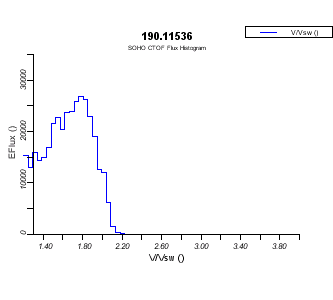 V/Vsw ()
190.11536
SOHO CTOF Flux Histogram
30000
20000
10000
0
EFlux ()
1.40 1.80 2.20 2.60 3.00 3.40 3.80
V/Vsw ()